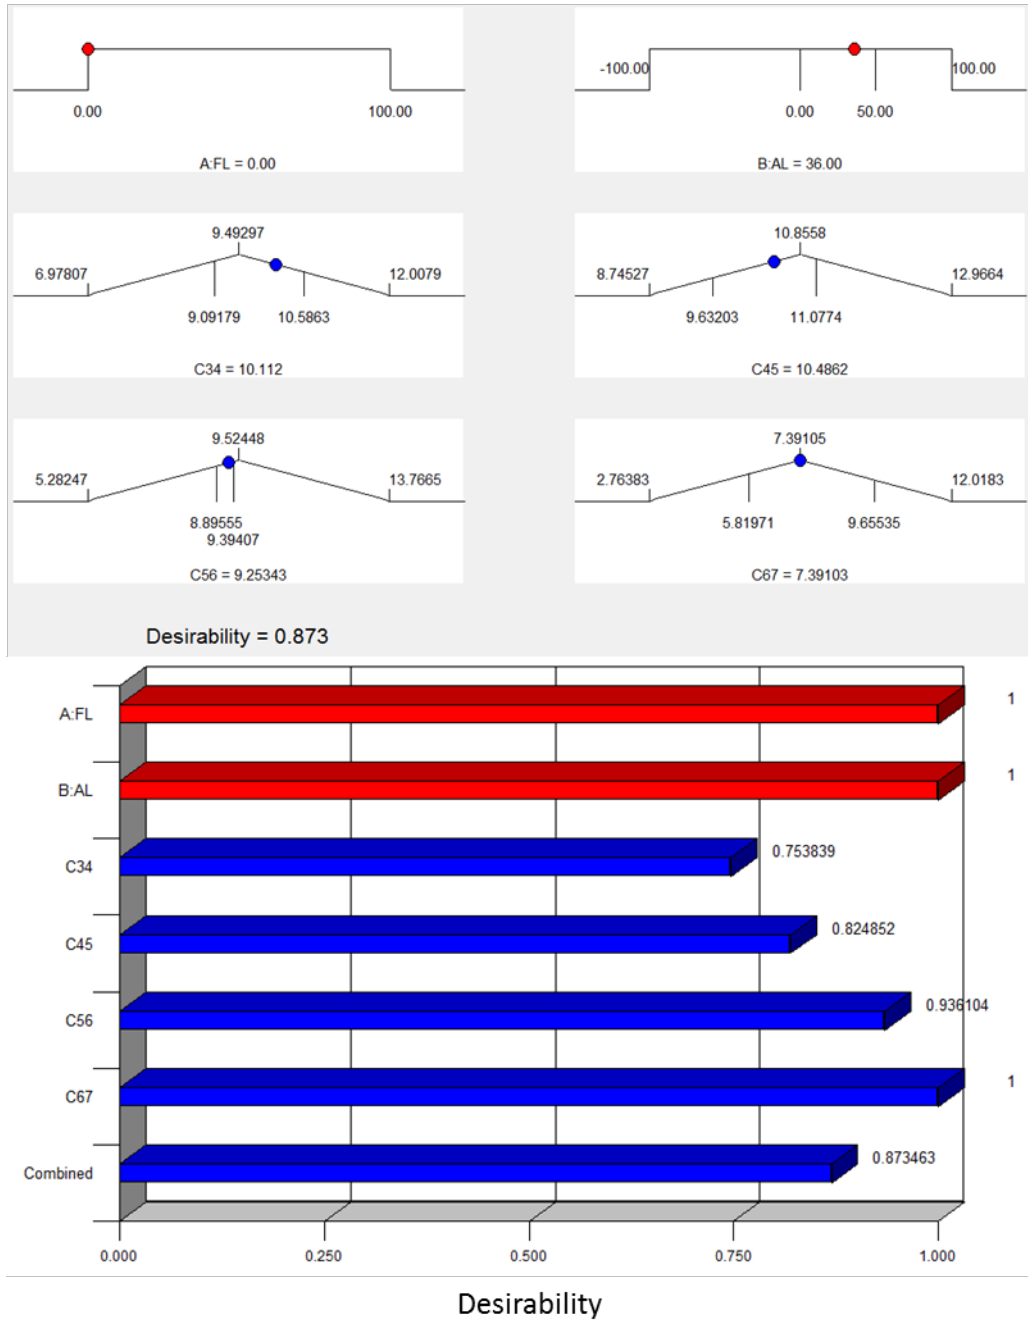 0.00
100.00
A:FL = 0.00
-100.00
100.00
0.00
50.00
B:AL = 36.00
9.49297
6.97807
12.0079
9.09179
10.5863
C34 = 10.112
10.8558
8.74527
12.9664
9.63203
11.0774
C45 = 10.4862
9.52448
5.28247
13.7665
8.89555
9.39407
C56 = 9.25343
7.39105
2.76383
12.0183
5.81971
9.65535
C67 = 7.39103
Desirability = 0.873
A:FL
1
B:AL
1
C34
0.753839
C45
0.824852
C56
0.936104
C67
1
Combined
0.873463
0.000
0.250
0.500
0.750
1.000
Desirability